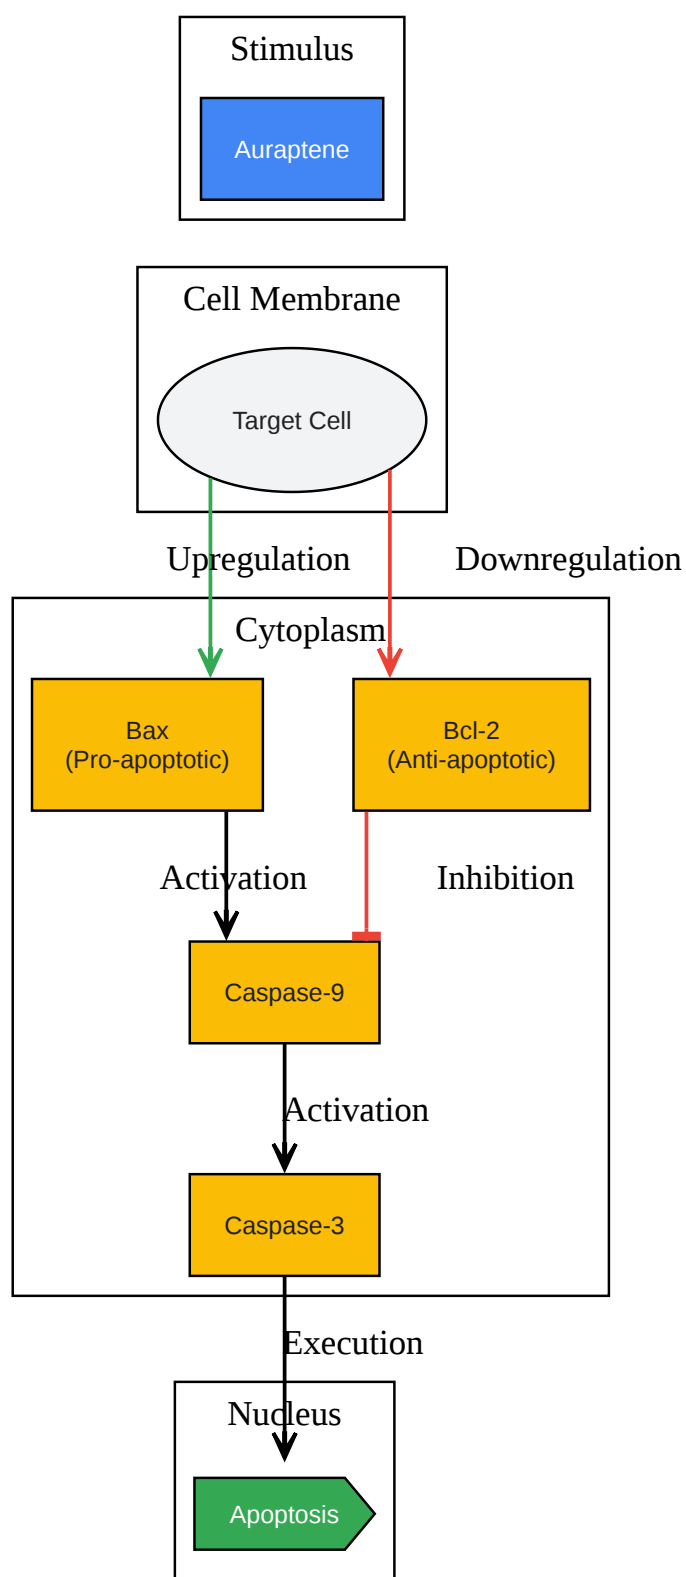 Stimulus
Auraptene
Cell Membrane
Target Cell
Upregulation
Downregulation
Cytoplasm
Bax
(Pro-apoptotic)
Bcl-2
(Anti-apoptotic)
Activation
Inhibition
Caspase-9
Activation
Caspase-3
Execution
Nucleus
Apoptosis